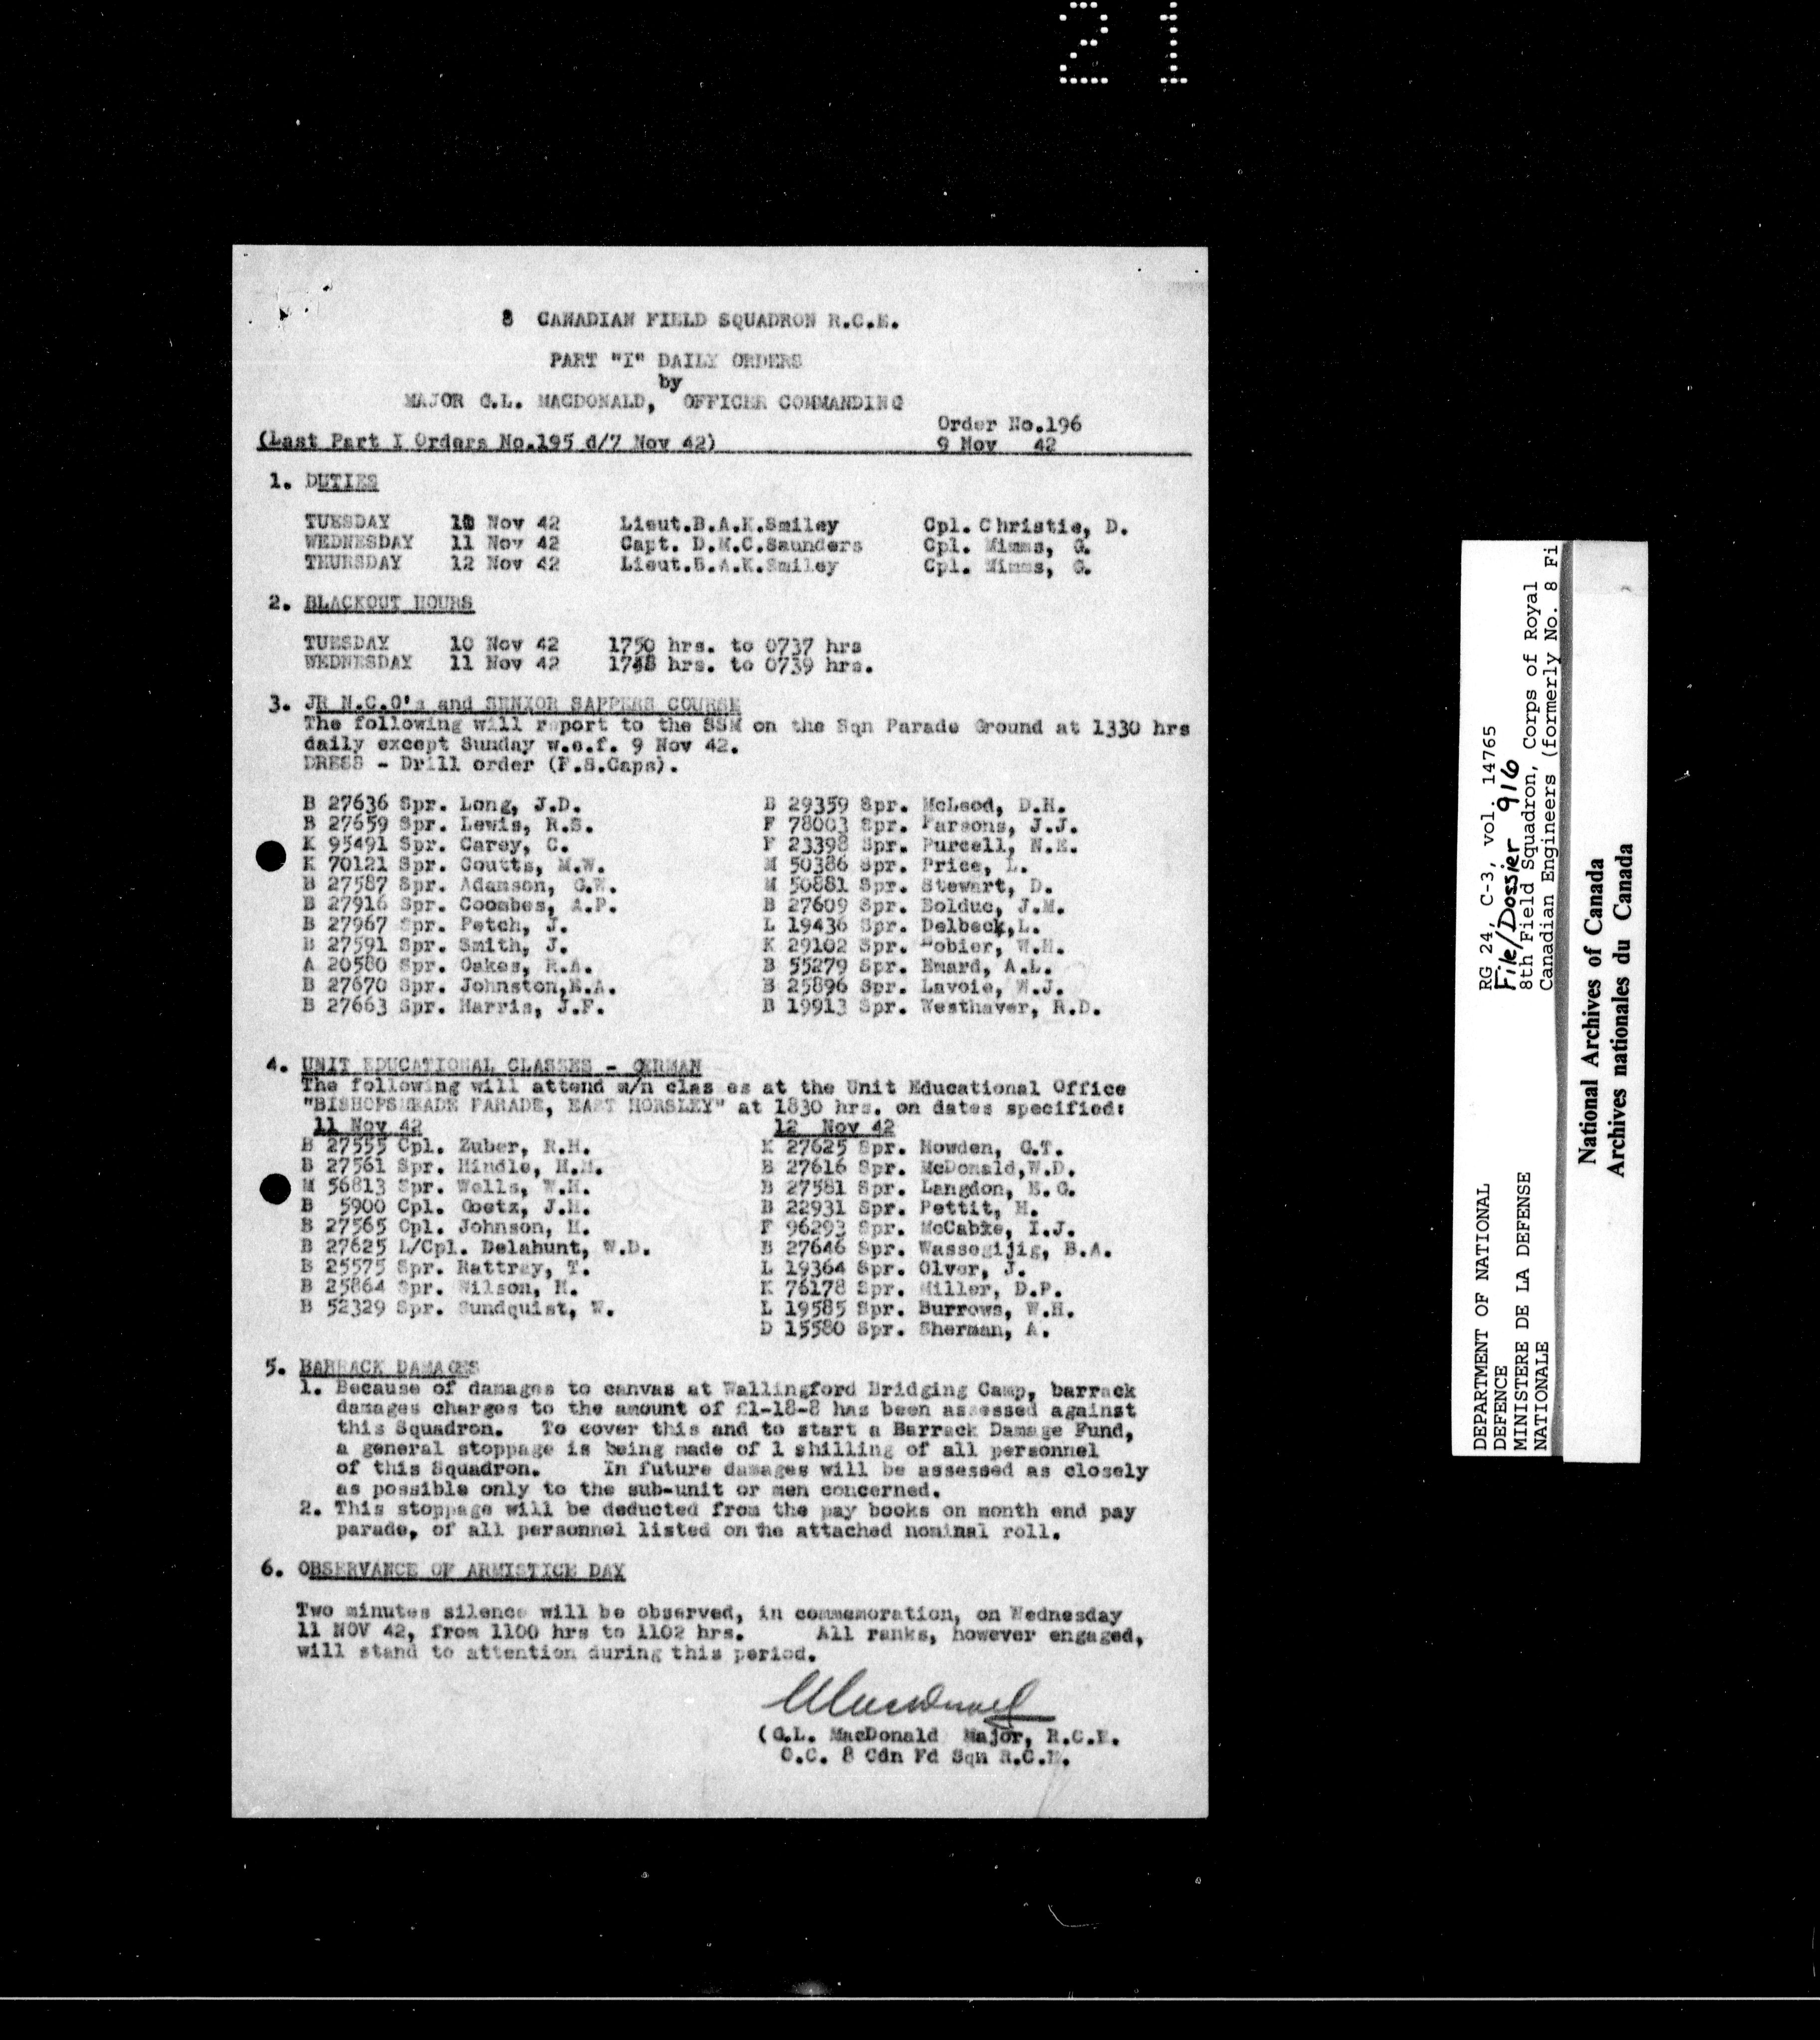 21
8 CANADIAN FIELD SQUADRON R.C.E.
PART "I" DAILY ORDERS
by
MAJOR G.L. MACDONALD, OFFICER COMMANDING
Order No.196
(Last Part I Orders No.195 d/7 Nov 42) 9 Nov 42
1. DUTIES
TUESDAY 10 Nov 42 Lieut.B.A.K.Smiley Cpl. Christie, D.
WEDNESDAY 11 Nov 42 Capt. D.M.C.Saunders Cpl. Mimms, G.
THURSDAY 12 Nov 42 Lieut.B.A.K.Smiley Cpl. Mimms, G.
2. BLACKOUT HOURS
TUESDAY 10 Nov 42 1750 hrs. to 0737 hrs
WEDNESDAY 11 Nov 42 1748 hrs. to 0739 hrs.
3. JR N.C.O's and SENIOR SAPPERS COURSE
The following will report to the SSM on the Sqn Parade Ground at 1330 hrs
daily except Sunday w.e.f. 9 Nov 42.
DRESS - Drill order (F.S.Caps).
B 27636 Spr. Long, J.D. B 29359 Spr. McLeod, D.H.
B 27659 Spr. Lewis, R.S. F 78003 Spr. Parsons, J.J.
K 95491 Spr. Carey, C. F 23398 Spr. Purcell, N.E.
K 70121 Spr. Coutts, M.W. M 50386 Spr. Price, L.
B 27587 Spr. Adamson, G.W. M 50881 Spr. Stewart, D.
B 27916 Spr. Coombes, A.P. B 27609 Spr. Bolduc, J.M.
B 27967 Spr. Petch, J. L 19436 Spr. Delbeck,L.
B 27591 Spr. Smith, J. K 29102 Spr. Dobier, W.H.
A 20580 Spr. Oakes, R.A. B 55279 Spr. Emard, A.L.
B 27670 Spr. Johnston,E.A. B 25896 Spr. Lavoie, W.J.
B 27663 Spr. Harris, J.F. B 19913 Spr. Westhaver, R.D.
4. UNIT EDUCATIONAL CLASSES - GERMAN
The following will attend m/n clas es at the Unit Educational Office
"BISHOPSMEADE PARADE, EAST HORSLEY" at 1830 hrs. on dates specified:
11 Nov 42 12 Nov 42
B 27555 Cpl. Zuber, R.H. K 27625 Spr. Howden, G.T.
B 27561 Spr. Hindle, H.M. B 27616 Spr. McDonald,W.D.
M 56813 Spr. Wells, W.H. B 27581 Spr. Langdon, E.G.
B 5900 Cpl. Goetz, J.H. B 22931 Spr. Pettit, H.
B 27565 Cpl. Johnson, H. F 96293 Spr. McCabxe, I.J.
B 27625 L/Cpl. Delahunt, W.D. B 27646 Spr. Wassegijig, B.A.
B 25575 Spr. Rattray, T. L 19364 Spr. Olver, J.
B 25864 Spr. Wilson, H. K 76178 Spr. Miller, D.P.
B 52329 Spr. Sundquist, W. L 19585 Spr. Burrows, W.H.
D 15580 Spr. Sherman, A.
5. BARRACK DAMAGES
1. Because of damages to canvas at Wallingford Bridging Camp, barrack
damages charges to the amount of £1-18-8 has been assessed against
this Squadron. To cover this and to start a Barrack Damage Fund,
a general stoppage is being made of 1 shilling of all personnel
of this Squadron. In future damages will be assessed as closely
as possible only to the sub-unit or men concerned.
2. This stoppage will be deducted from the pay books on month end pay
parade, of all personnel listed on the attached nominal roll.
6. OBSERVANCE OF ARMISTICE DAY
Two minutes silence will be observed, in commemoration, on Wednesday
11 NOV 42, from 1100 hrs to 1102 hrs. All ranks, however engaged,
will stand to attention during this period.
(G.L. MacDonald Major, R.C.E.
O.C. 8 Cdn Fd Sqn R.C.E.
DEPARTMENT OF NATIONAL
DEFENCE
MINISTERE DE LA DEFENSE
NATIONALE
RG 24, C-3, vol. 14765
File/Dossier 916
8th Field Squadron, Corps of Royal
Canadian Engineers (formerly No. 8 Fi
National Archives of Canada
Archives nationales du Canada